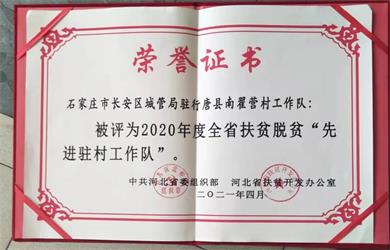 荣誉证书
石家庄市长安区城管局驻行唐县南翟营村工作队：
被评为2020年度全省扶贫脱贫“先
进驻村工作队”。
中共河北省委组织部 河北省扶贫开发办公室
二〇二一年四月